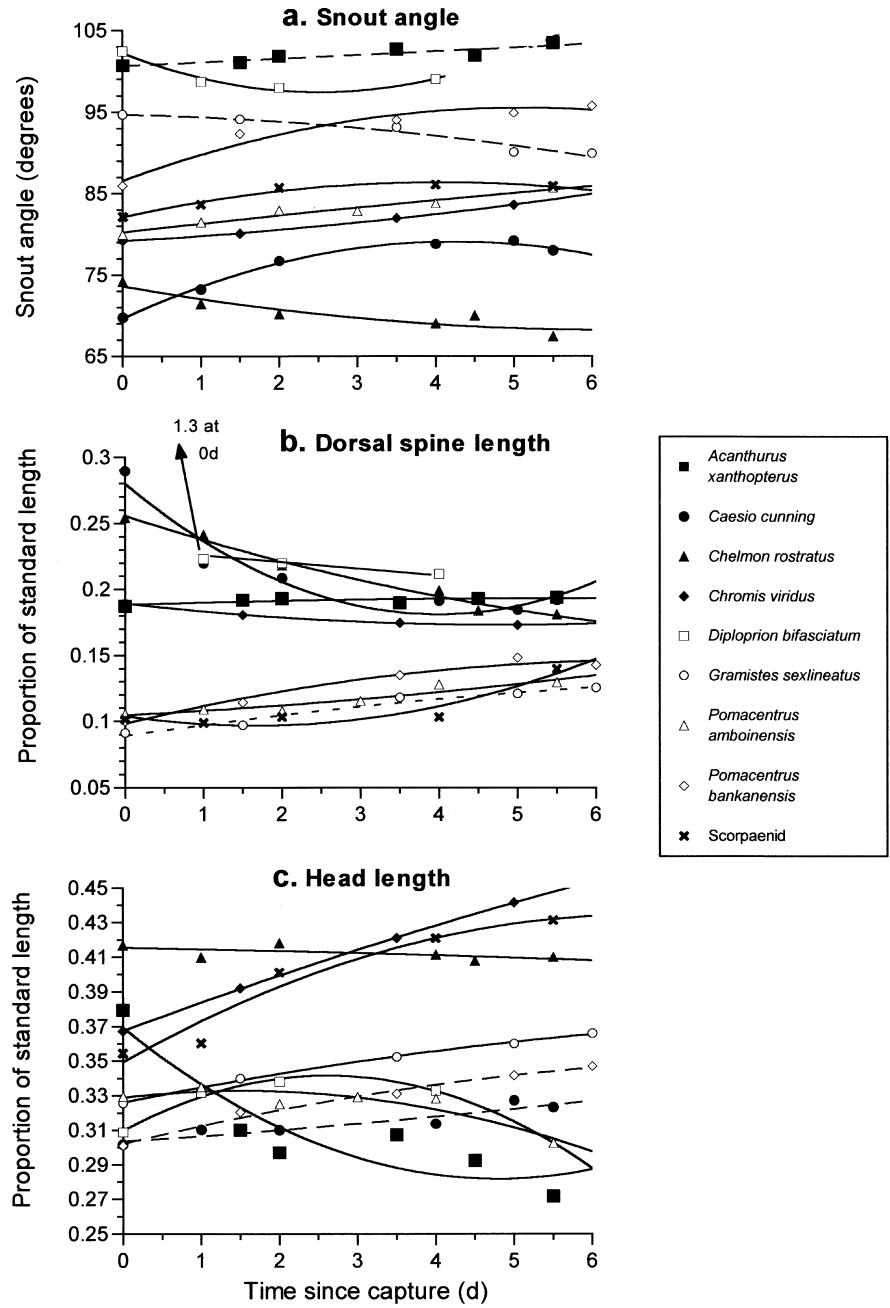 a. Snout angle
Snout angle (degrees)
105
95
85
75
65
0 1 2 3 4 5 6
b. Dorsal spine length
1.3 at
0d
Proportion of standard length
0.3
0.25
0.2
0.15
0.1
0.05
0 1 2 3 4 5 6
Acanthurus
xanthopterus
Caesio cunning
Chelmon rostratus
Chromis viridus
Diploprion bifasciatum
Gramistes sexlineatus
Pomacentrus
amboinensis
Pomacentrus
bankanensis
Scorpaenid
c. Head length
Proportion of standard length
0.45
0.43
0.41
0.39
0.37
0.35
0.33
0.31
0.29
0.27
0.25
0 1 2 3 4 5 6
Time since capture (d)